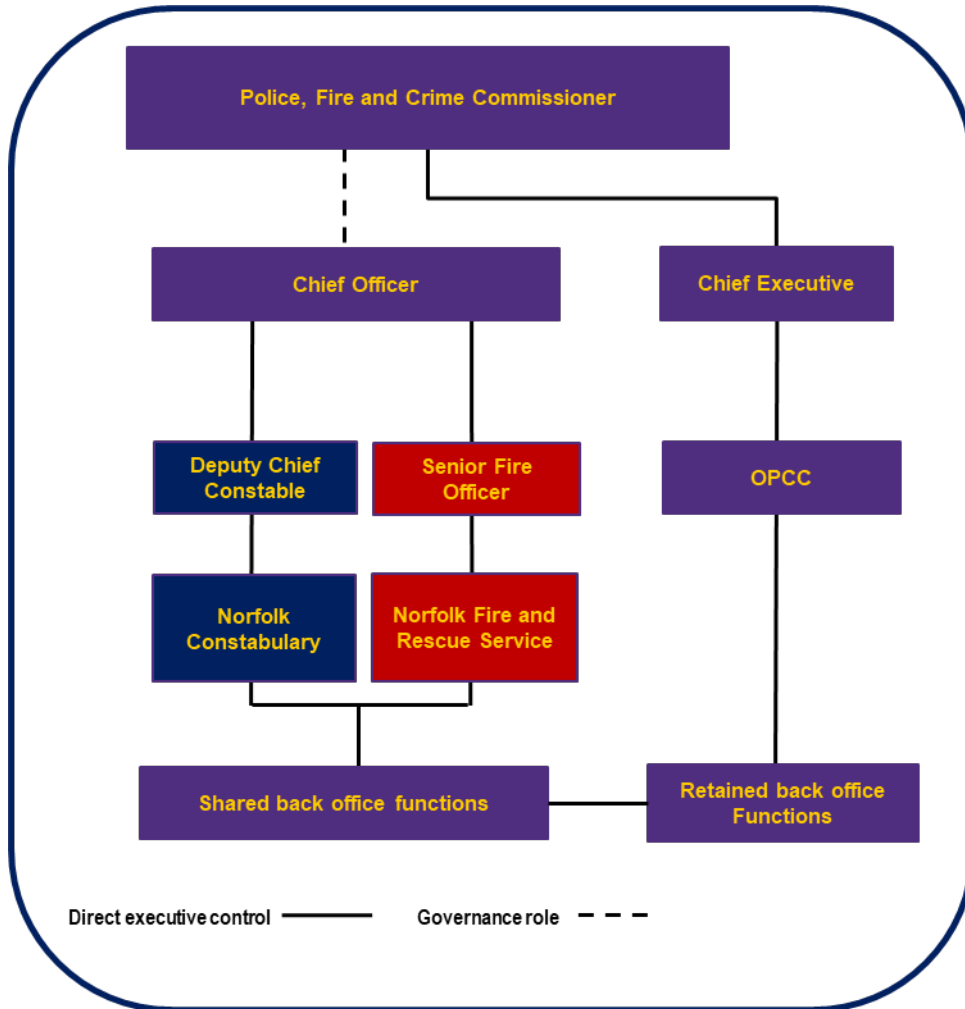 Police, Fire and Crime Commissioner
Chief Officer
Chief Executive
Deputy Chief
Constable
Senior Fire
Officer
OPCC
Norfolk
Constabulary
Norfolk Fire and
Rescue Service
Shared back office functions
Retained back office
Functions
Direct executive control
Governance role